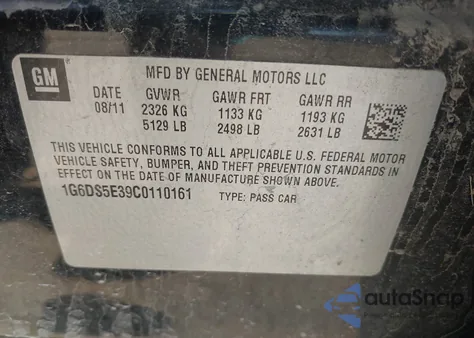 GM
MFD BY GENERAL MOTORS LLC
DATE GVWR GAWR FRT GAWR RR
08/11 2326 KG 1133 KG 1193 KG
5129 LB 2498 LB 2631 LB
THIS VEHICLE CONFORMS TO ALL APPLICABLE U.S. FEDERAL MOTOR
VEHICLE SAFETY, BUMPER, AND THEFT PREVENTION STANDARDS
IN EFFECT ON THE DATE OF MANUFACTURE SHOWN ABOVE.
1G6DS5E39C0110161 TYPE: PASS CAR
autoSnap